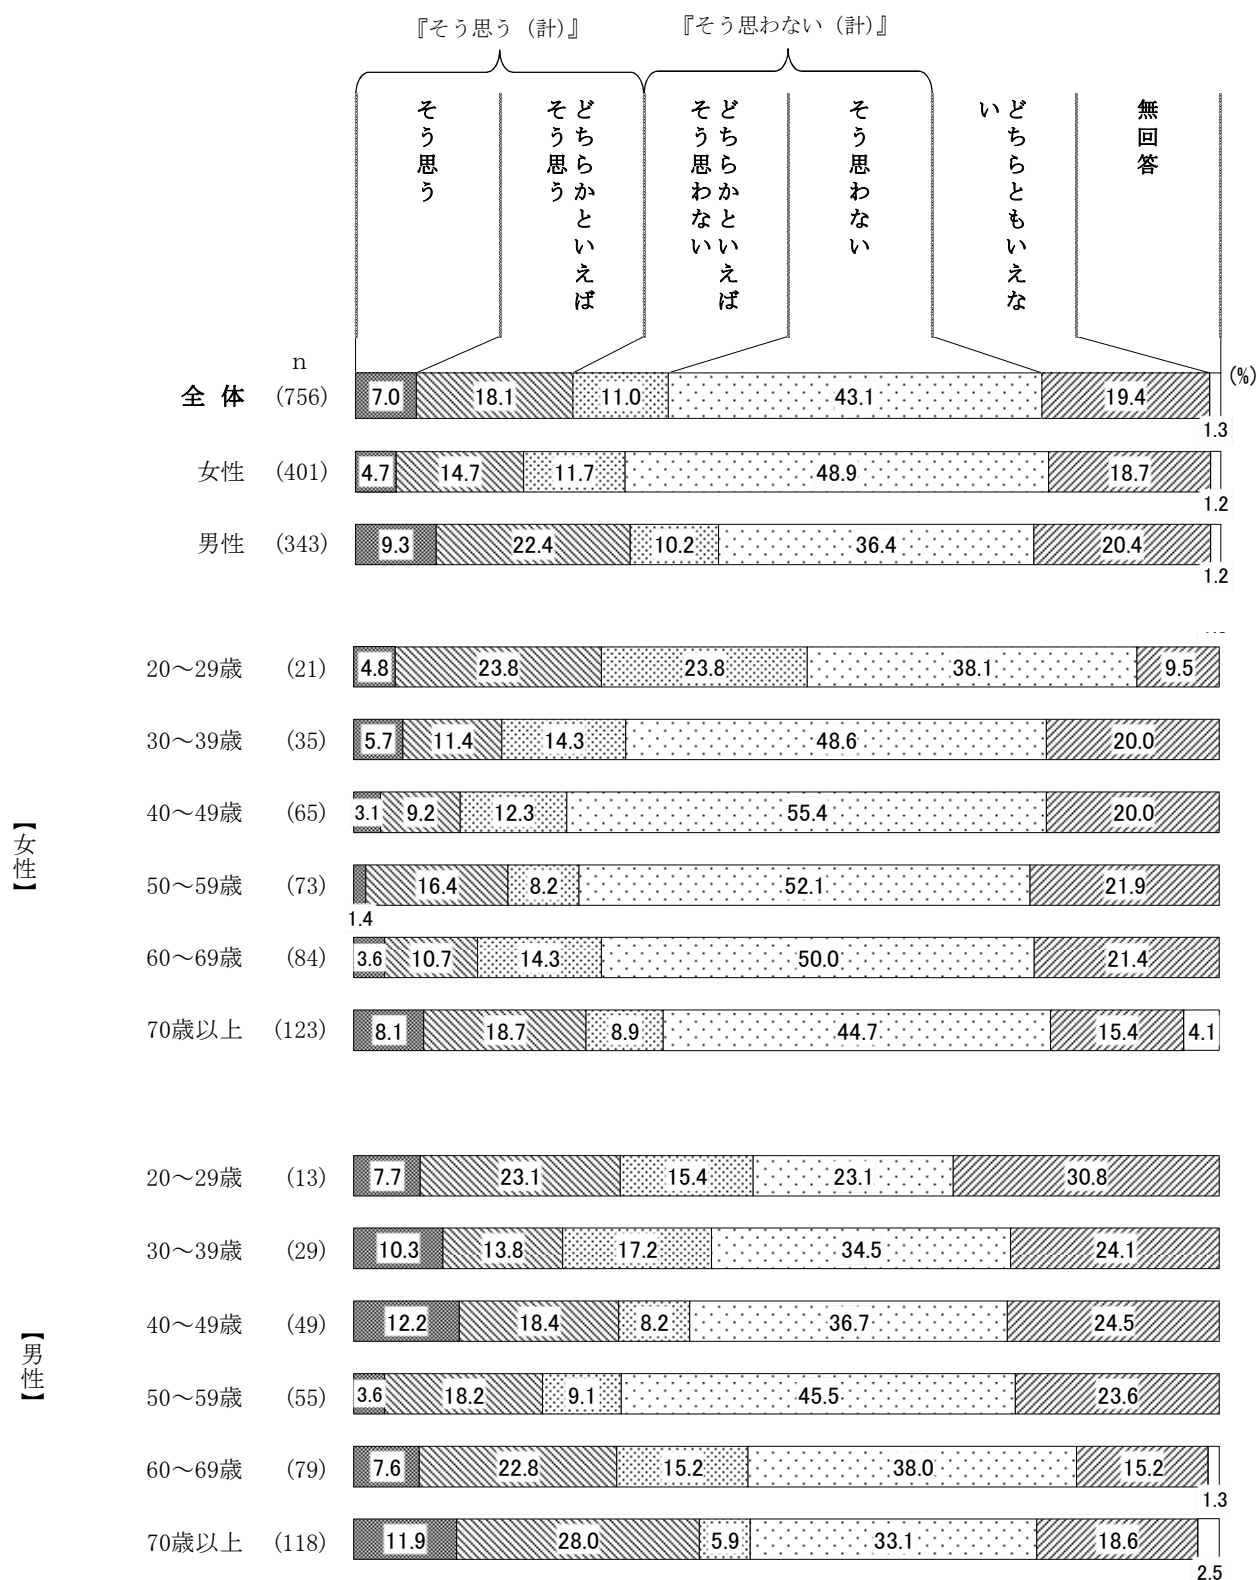 『そう思う（計）』 『そう思わない（計）』
そう思う
どちらかといえば
そう思う
どちらかといえば
そう思わない
そう思わない
どちらともいえな
い
無回答
n
(%)
全 体 (756) 7.0 18.1 11.0 43.1 19.4 1.3
女性 (401) 4.7 14.7 11.7 48.9 18.7 1.2
男性 (343) 9.3 22.4 10.2 36.4 20.4 1.2
【女性】
20～29歳 (21) 4.8 23.8 23.8 38.1 9.5
30～39歳 (35) 5.7 11.4 14.3 48.6 20.0
40～49歳 (65) 3.1 9.2 12.3 55.4 20.0
50～59歳 (73) 1.4 16.4 8.2 52.1 21.9
60～69歳 (84) 3.6 10.7 14.3 50.0 21.4
70歳以上 (123) 8.1 18.7 8.9 44.7 15.4 4.1
【男性】
20～29歳 (13) 7.7 23.1 15.4 23.1 30.8
30～39歳 (29) 10.3 13.8 17.2 34.5 24.1
40～49歳 (49) 12.2 18.4 8.2 36.7 24.5
50～59歳 (55) 3.6 18.2 9.1 45.5 23.6
60～69歳 (79) 7.6 22.8 15.2 38.0 15.2 1.3
70歳以上 (118) 11.9 28.0 5.9 33.1 18.6 2.5